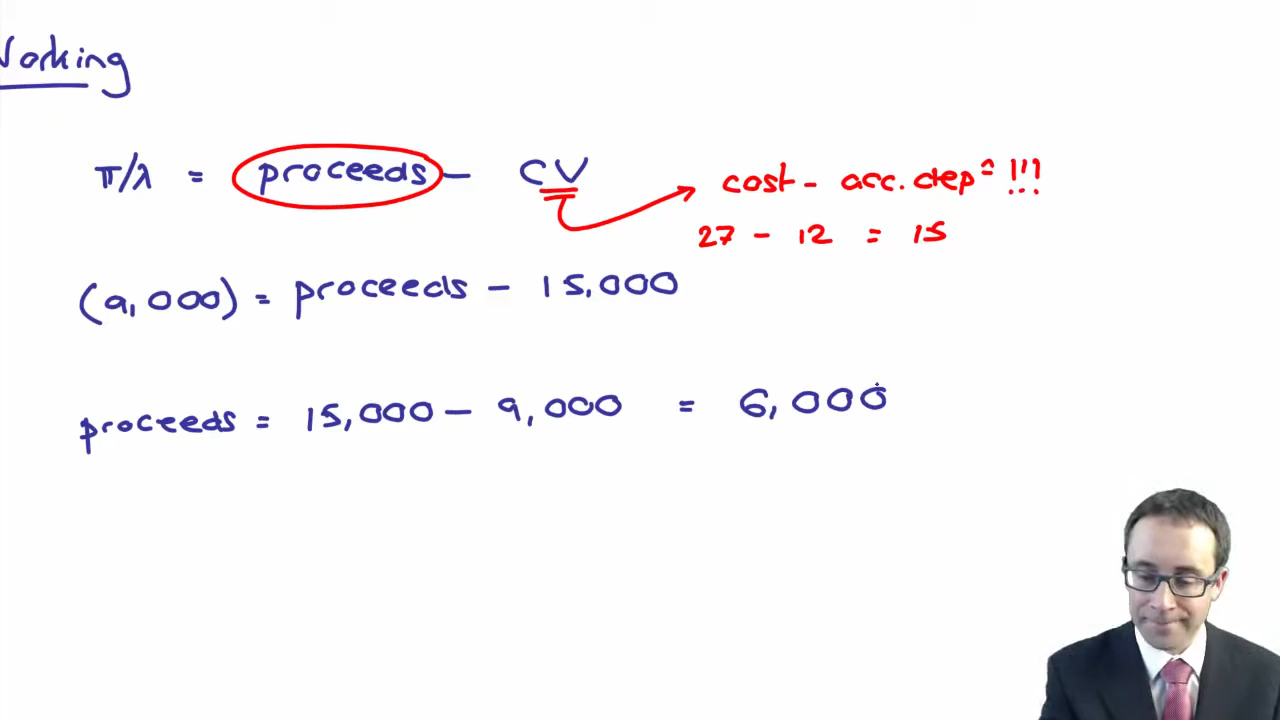 Working
π/λ = proceeds - CV
cost - acc. depⁿ !!!
27 - 12 = 15
(9,000) = proceeds - 15,000
proceeds = 15,000 - 9,000 = 6,000